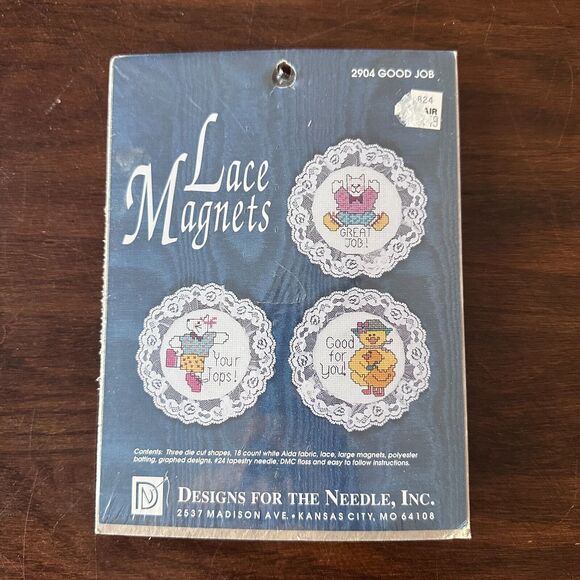 2904 GOOD JOB
824
AIR
Lace
Magnets
GREAT
JOB!
Your
Tops!
Good
for
you!
Contents: Three die cut shapes, 18 count white Aida fabric, lace, large magnets, polyester
batting, graphed designs, #24 tapestry needle, DMC floss and easy to follow instructions.
DESIGNS FOR THE NEEDLE, INC.
2537 MADISON AVE. • KANSAS CITY, MO 64108